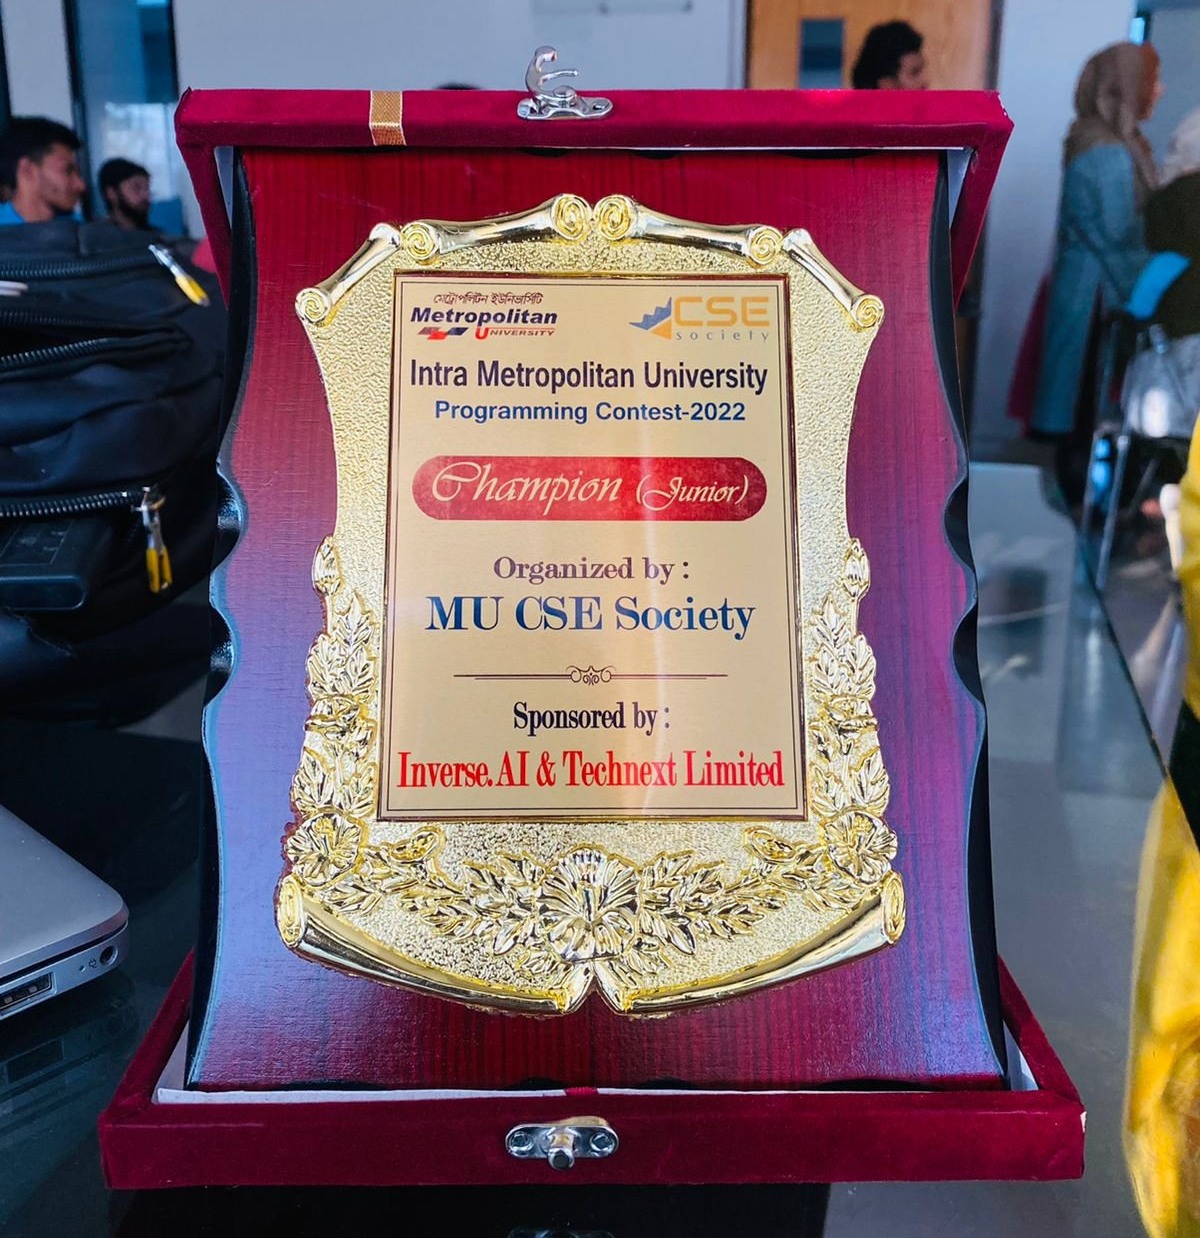 মেট্রোপলিটন ইউনিভার্সিটি
Metropolitan
UNIVERSITY
CSE
society
Intra Metropolitan University
Programming Contest-2022
Champion (Junior)
Organized by :
MU CSE Society
Sponsored by :
Inverse.AI & Technext Limited